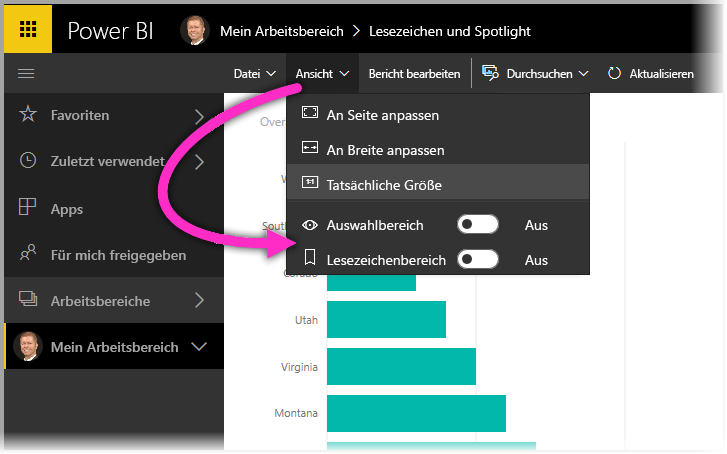 Power BI
Mein Arbeitsbereich > Lesezeichen und Spotlight
Datei Ansicht Bericht bearbeiten Durchsuchen Aktualisieren
Favoriten
Zuletzt verwendet
Apps
Für mich freigegeben
Arbeitsbereiche
Mein Arbeitsbereich
An Seite anpassen
An Breite anpassen
1:1 Tatsächliche Größe
Auswahlbereich Aus
Lesezeichenbereich Aus
Over
W
South
Utah
Virginia
Montana